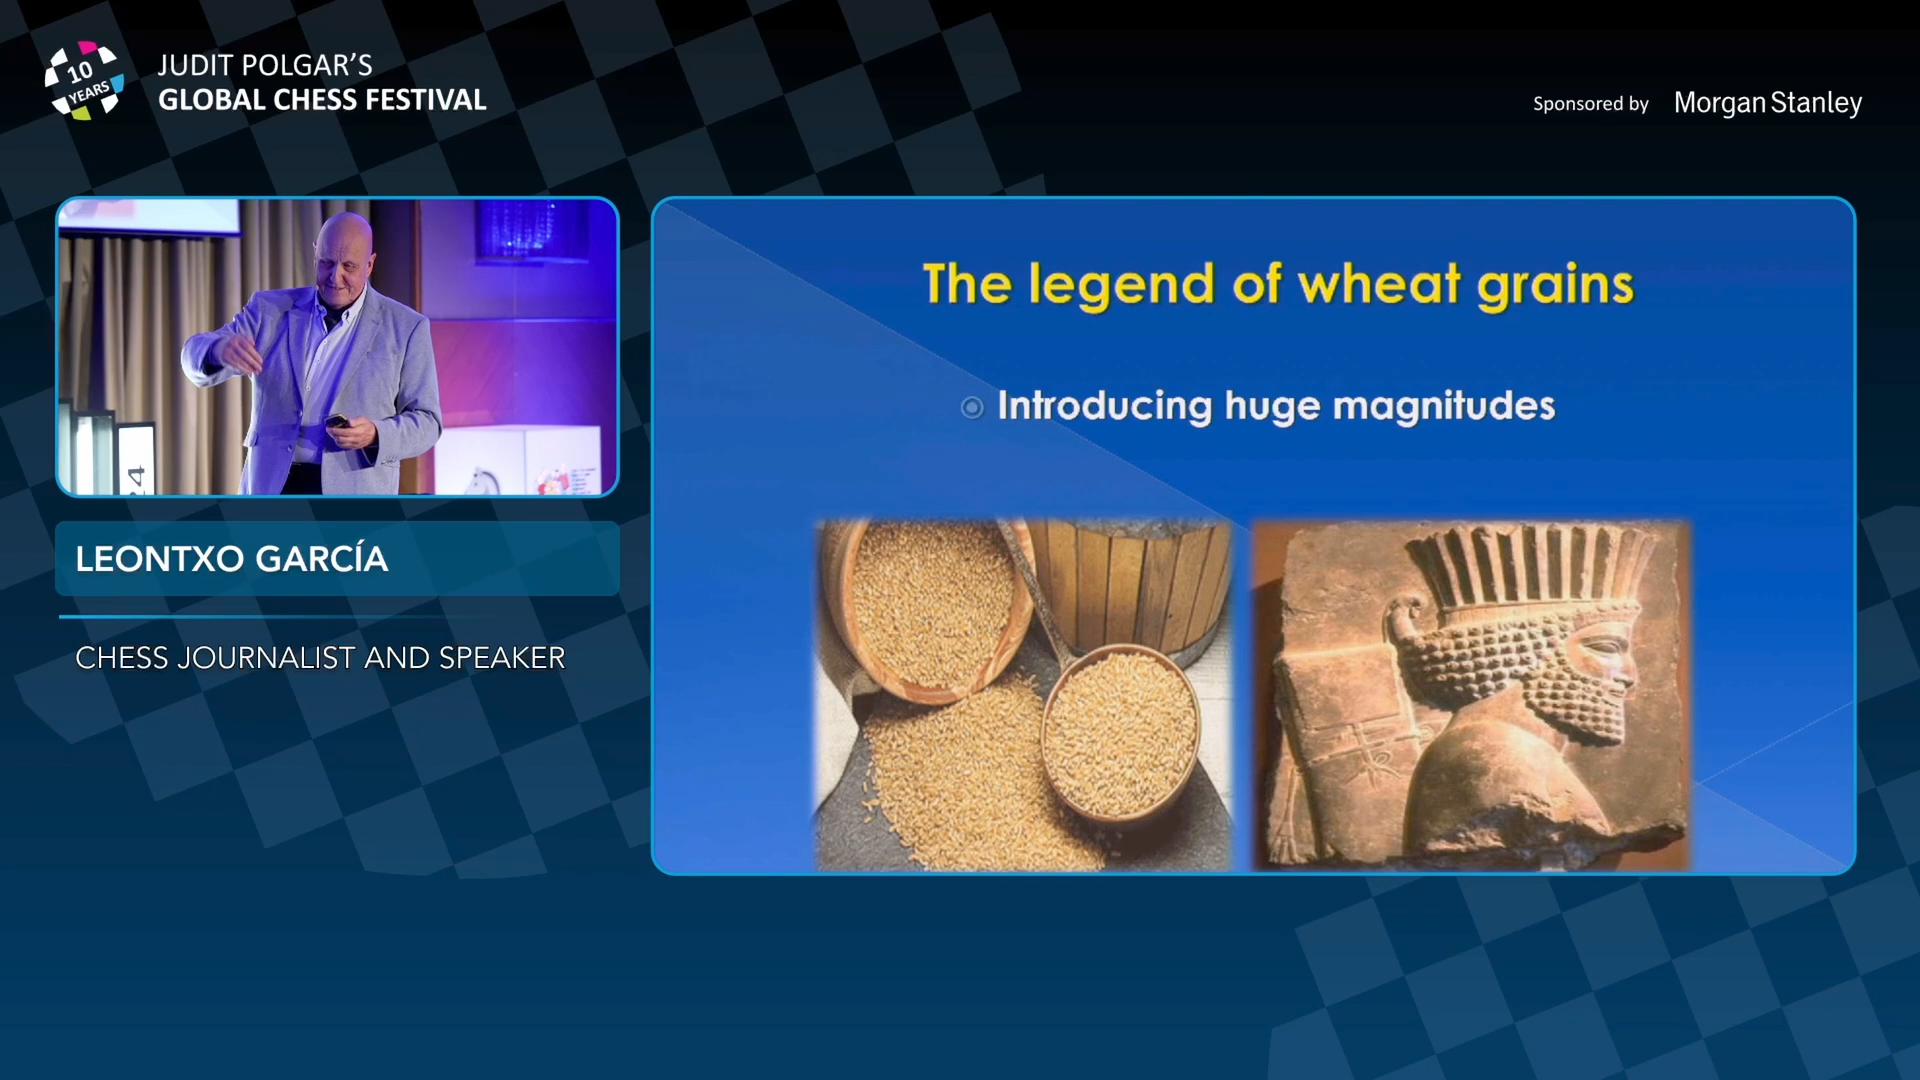 10
YEARS
JUDIT POLGAR'S
GLOBAL CHESS FESTIVAL
Sponsored by Morgan Stanley
24
LEONTXO GARCÍA
CHESS JOURNALIST AND SPEAKER
The legend of wheat grains
Introducing huge magnitudes